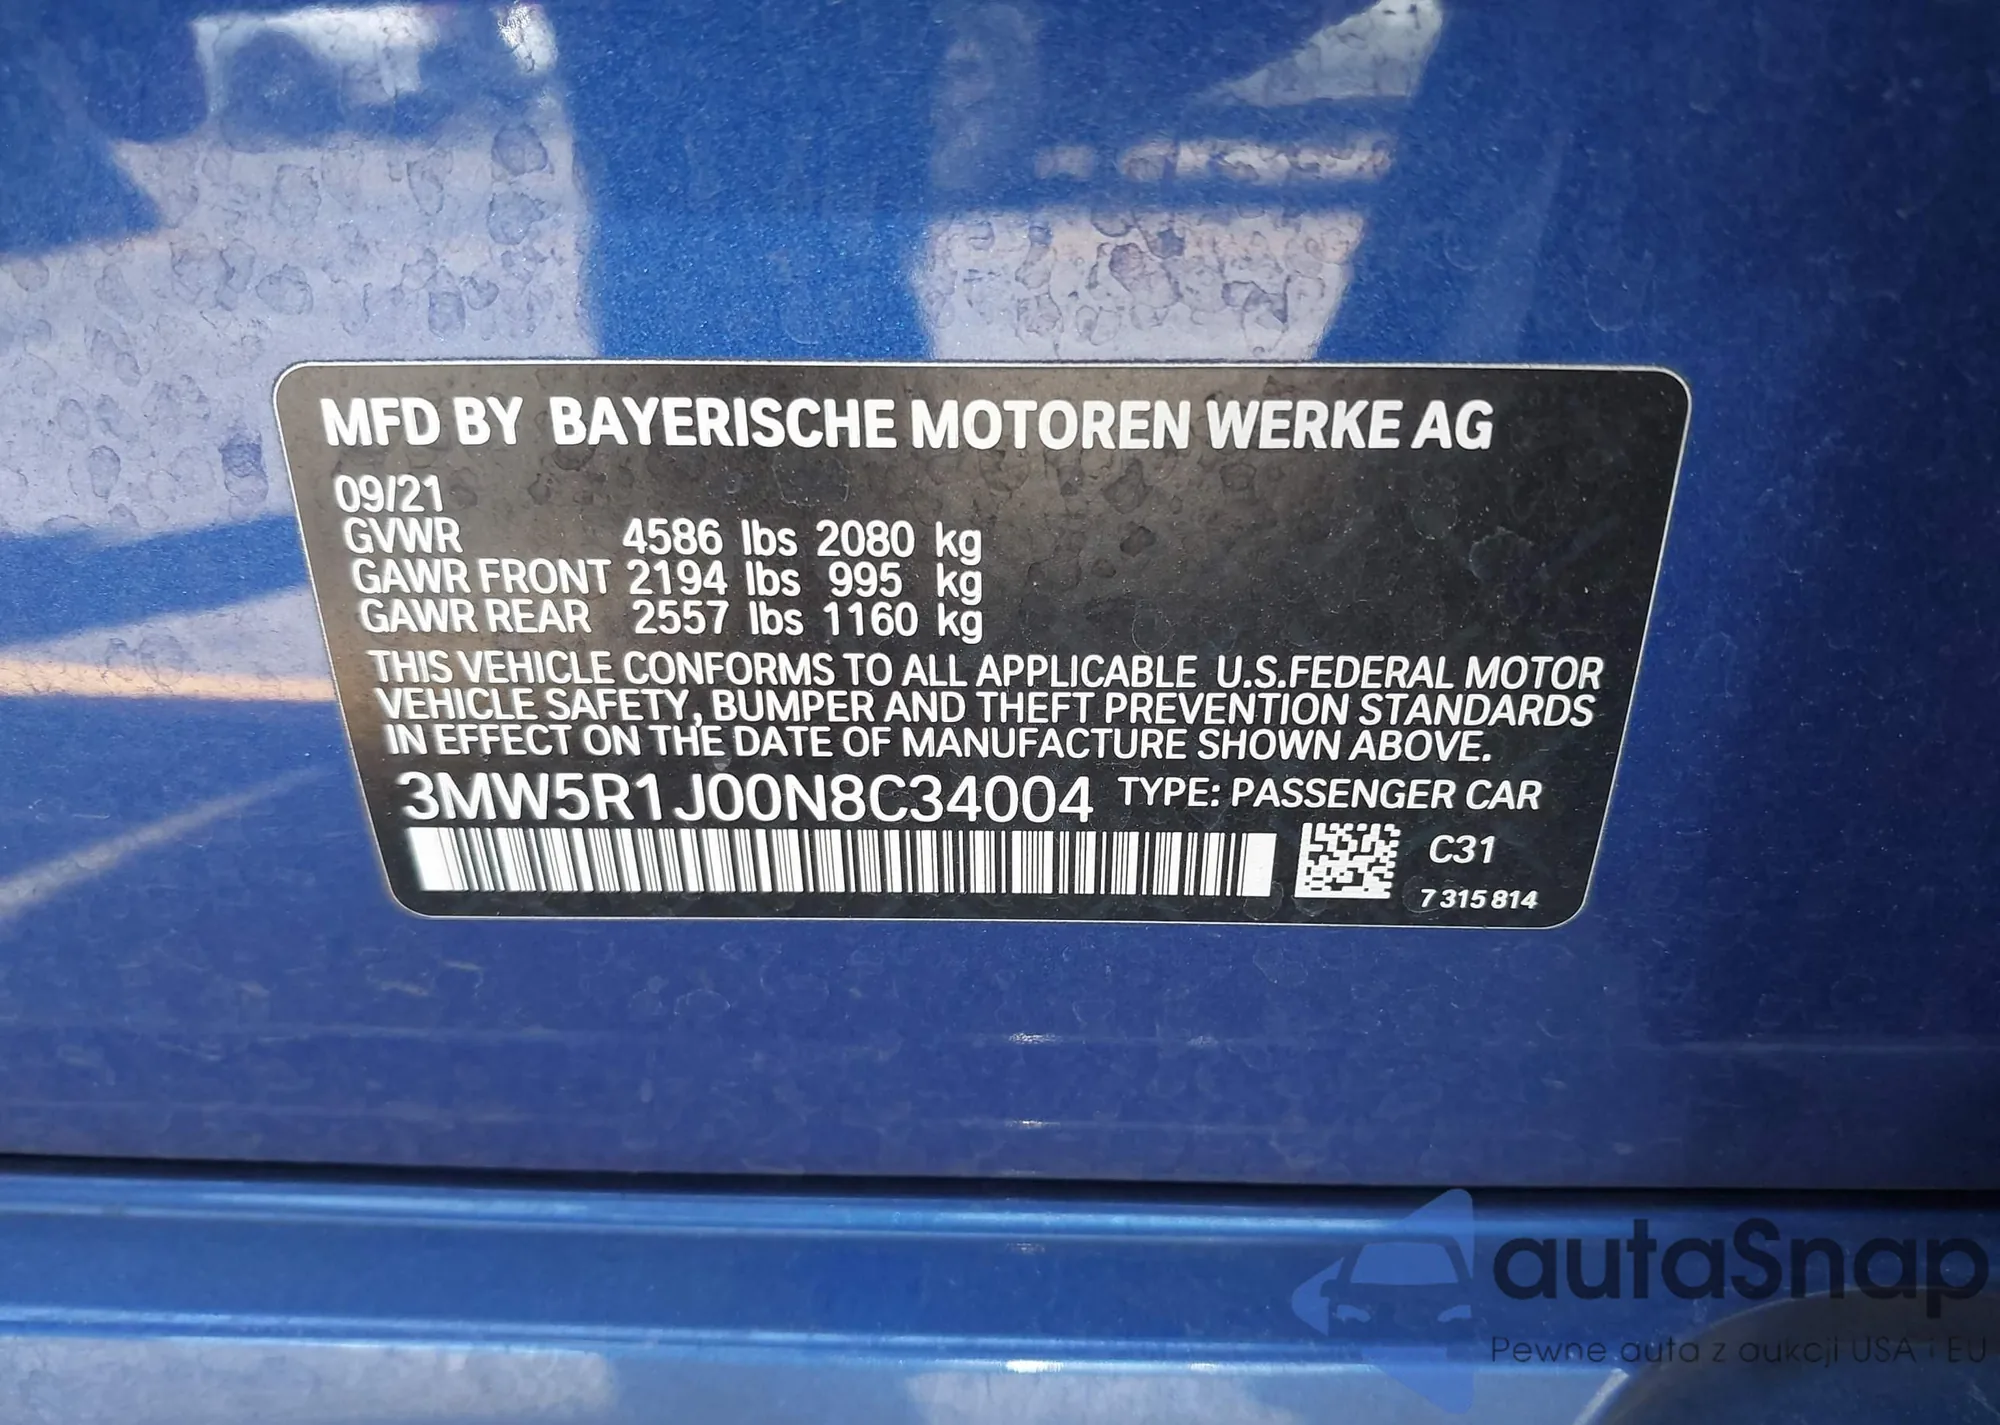 MFD BY BAYERISCHE MOTOREN WERKE AG
09/21
GVWR 4586 lbs 2080 kg
GAWR FRONT 2194 lbs 995 kg
GAWR REAR 2557 lbs 1160 kg
THIS VEHICLE CONFORMS TO ALL APPLICABLE U.S.FEDERAL MOTOR
VEHICLE SAFETY, BUMPER AND THEFT PREVENTION STANDARDS
IN EFFECT ON THE DATE OF MANUFACTURE SHOWN ABOVE.
3MW5R1J00N8C34004 TYPE: PASSENGER CAR
C31
7 315 814
autaSnap
Pewne auta z aukcji USA i EU